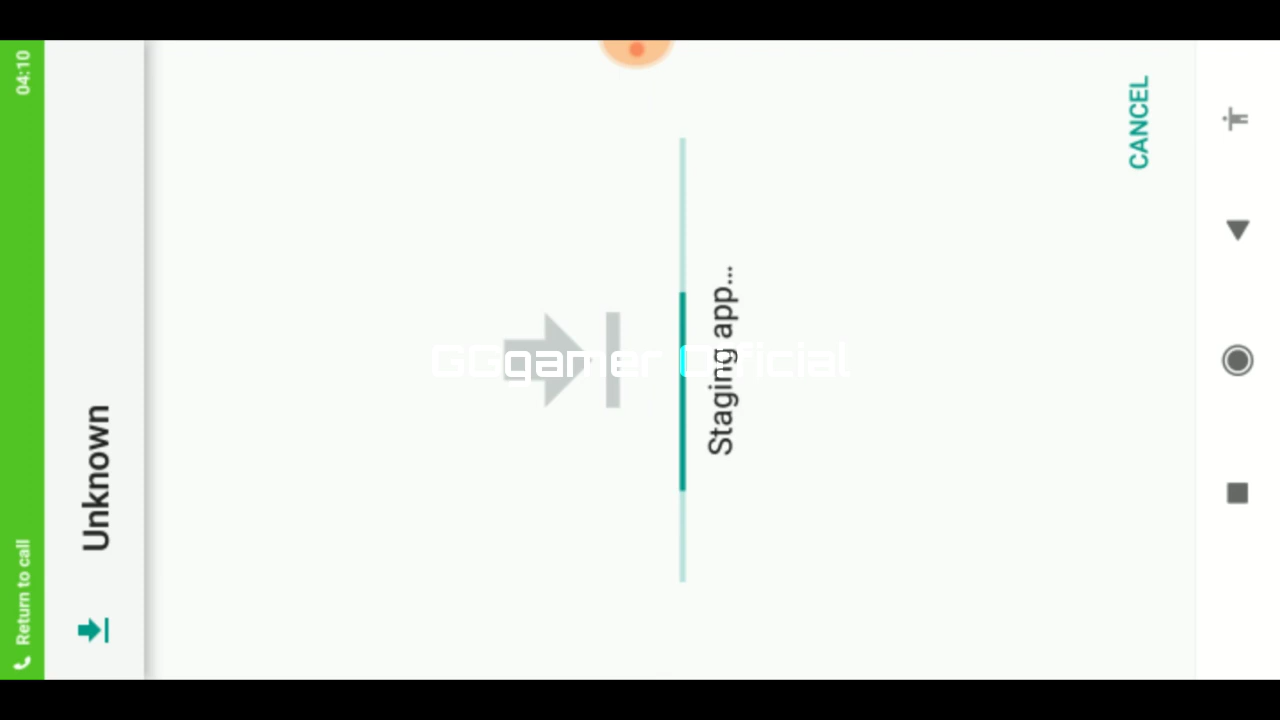 Return to call
04:10
Unknown
GGgamer Official
Staging app...
CANCEL